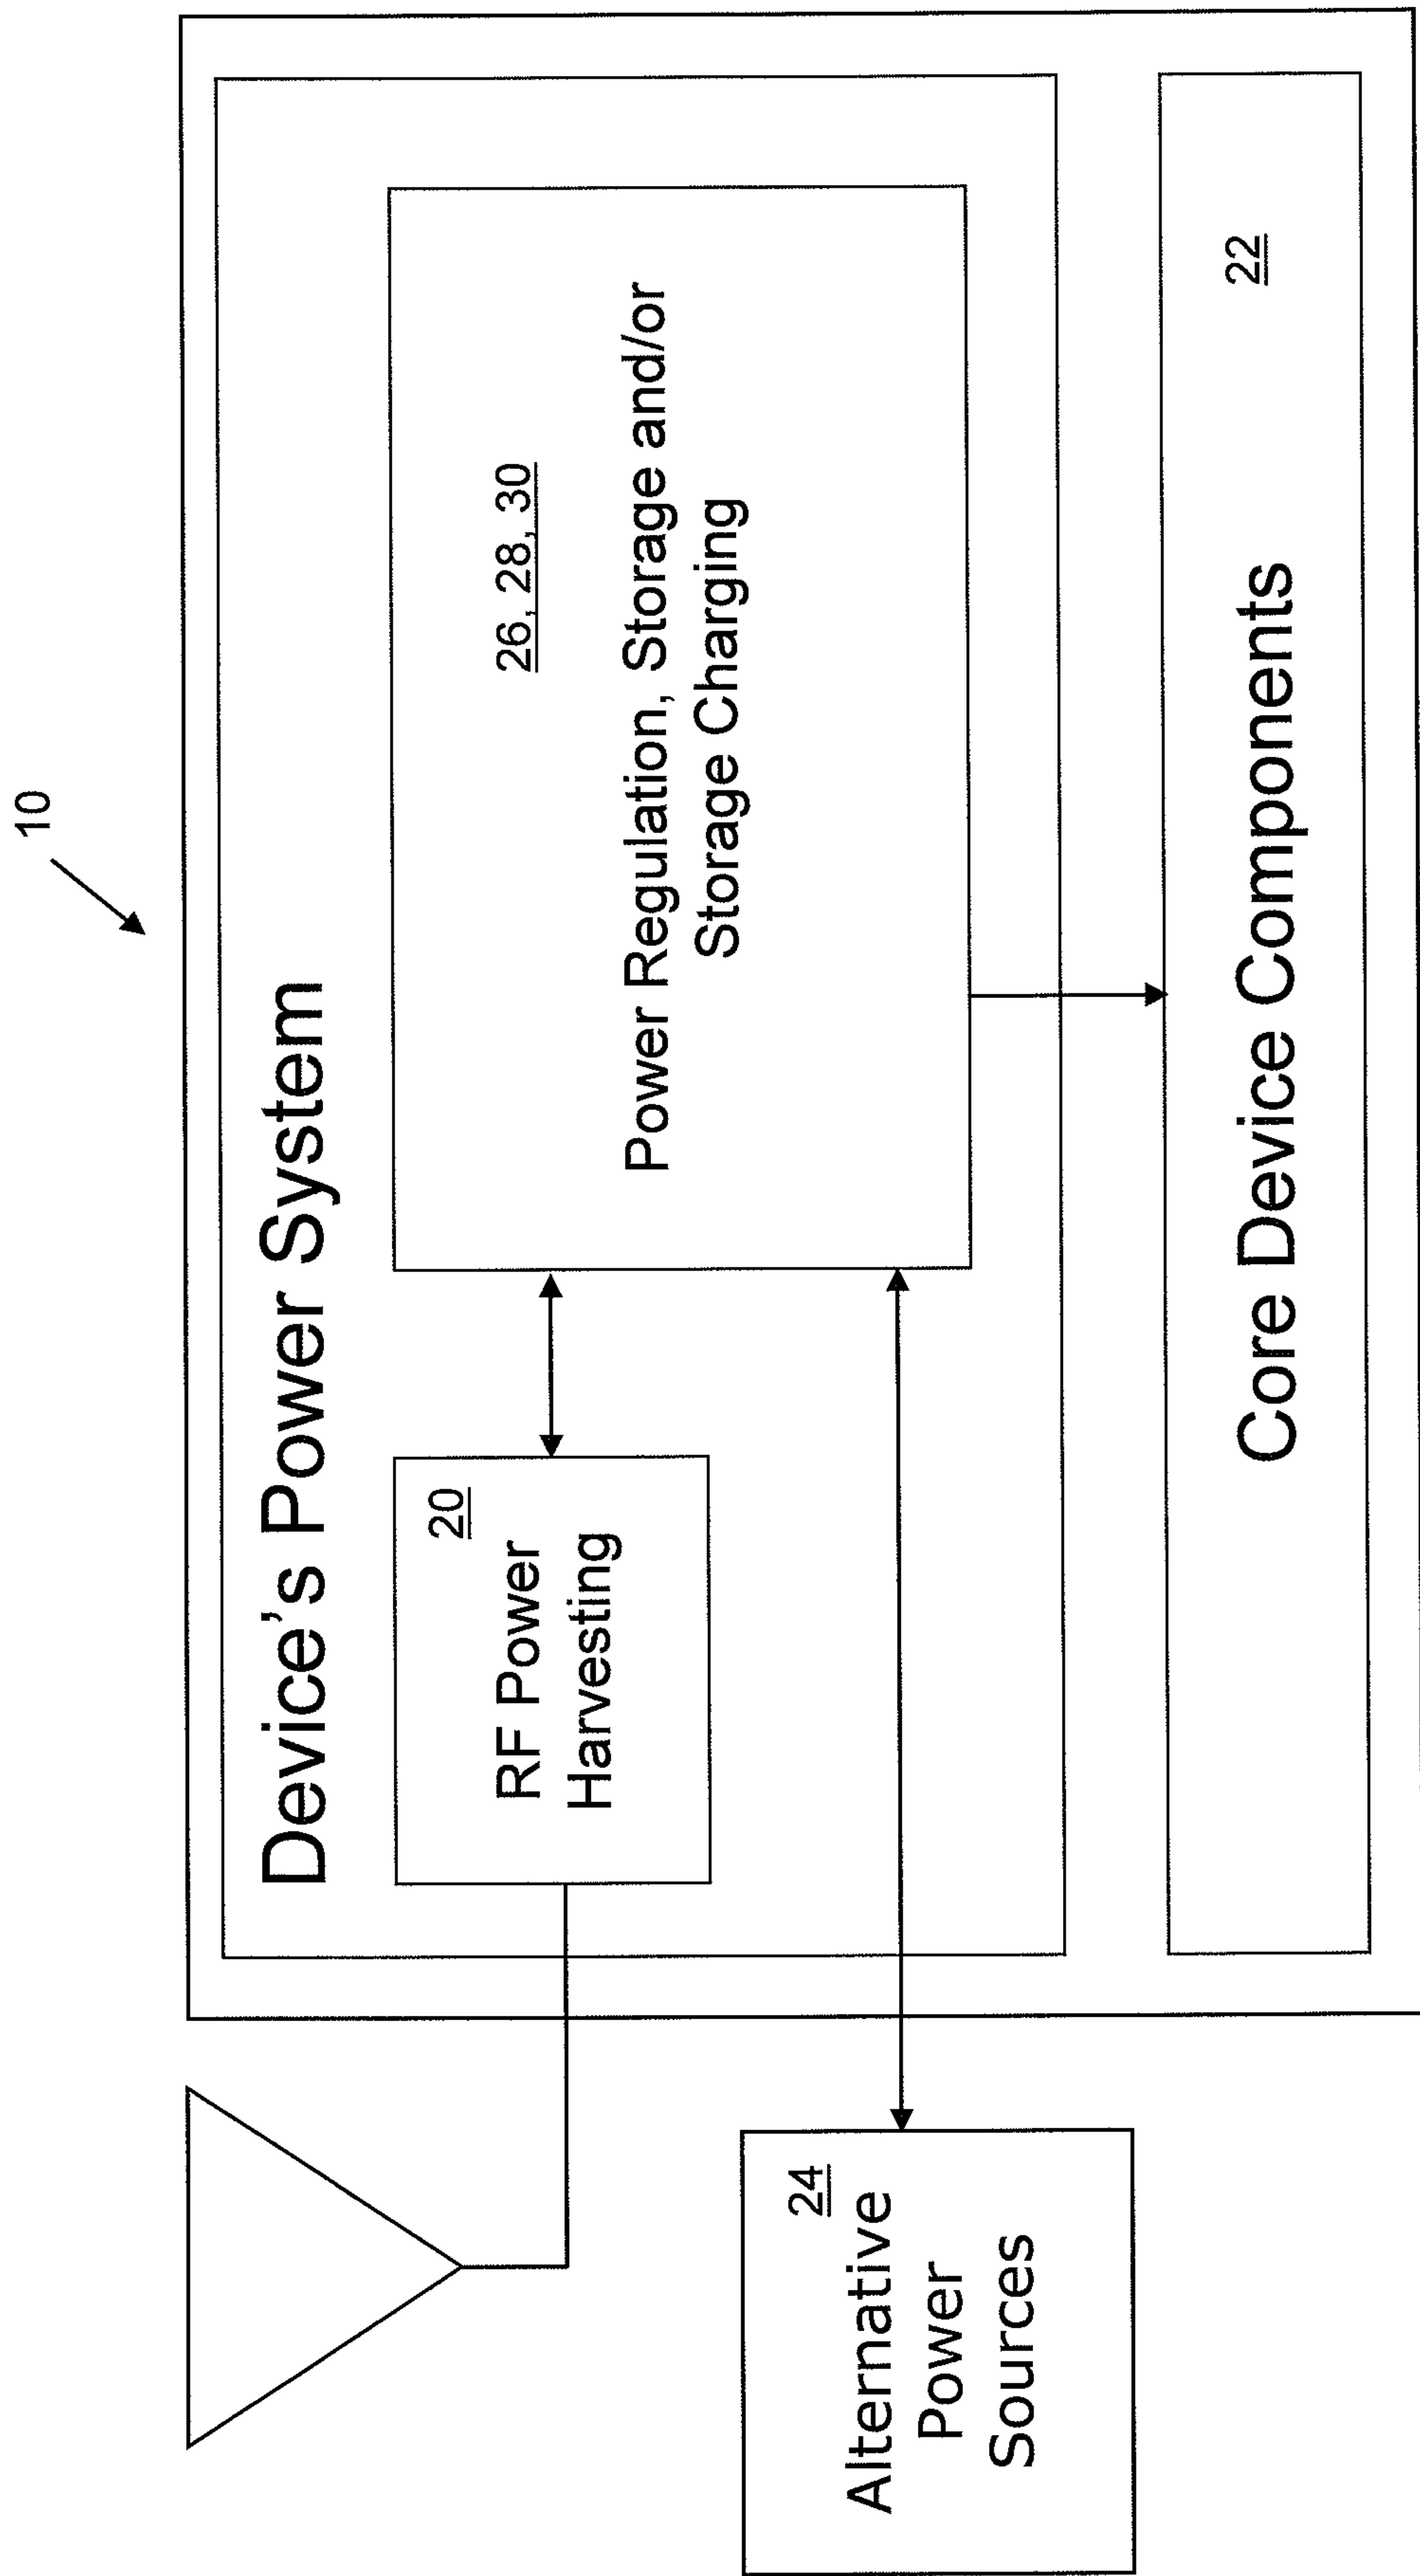 10
Device's Power System
20
RF Power
Harvesting
26, 28, 30
Power Regulation, Storage and/or
Storage Charging
24
Alternative
Power
Sources
22
Core Device Components